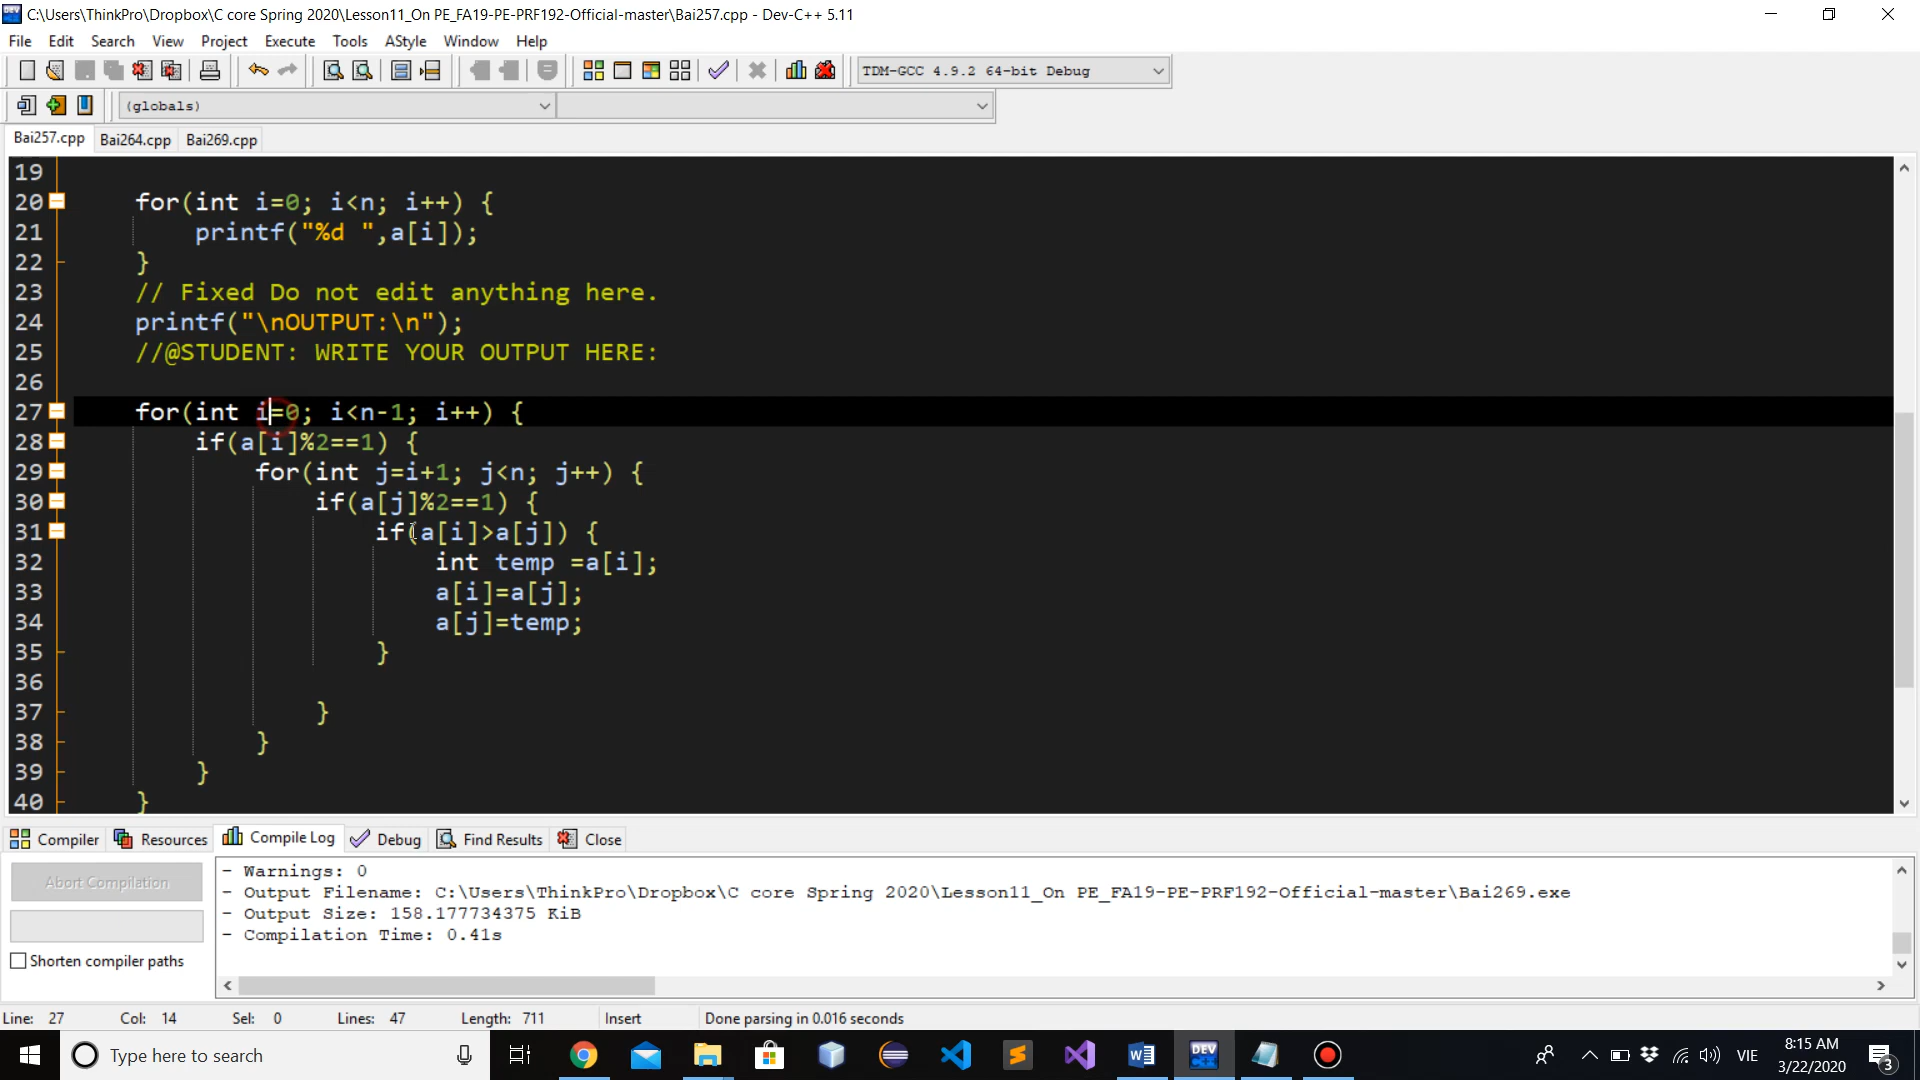 C:\Users\ThinkPro\Dropbox\C core Spring 2020\Lesson11_On PE_FA19-PE-PRF192-Official-master\Bai257.cpp - Dev-C++ 5.11
File Edit Search View Project Execute Tools AStyle Window Help
TDM-GCC 4.9.2 64-bit Debug
(globals)
Bai257.cpp Bai264.cpp Bai269.cpp
19
20 for(int i=0; i<n; i++) {
21 printf("%d ",a[i]);
22 }
23 // Fixed Do not edit anything here.
24 printf("\nOUTPUT:\n");
25 //@STUDENT: WRITE YOUR OUTPUT HERE:
26
27 for(int i=0; i<n-1; i++) {
28 if(a[i]%2==1) {
29 for(int j=i+1; j<n; j++) {
30 if(a[j]%2==1) {
31 if(a[i]>a[j]) {
32 int temp =a[i];
33 a[i]=a[j];
34 a[j]=temp;
35 }
36
37 }
38 }
39 }
40 }
Compiler Resources Compile Log Debug Find Results Close
Abort Compilation
Shorten compiler paths
- Warnings: 0
- Output Filename: C:\Users\ThinkPro\Dropbox\C core Spring 2020\Lesson11_On PE_FA19-PE-PRF192-Official-master\Bai269.exe
- Output Size: 158.177734375 KiB
- Compilation Time: 0.41s
Line: 27 Col: 14 Sel: 0 Lines: 47 Length: 711 Insert Done parsing in 0.016 seconds
Type here to search
DEV
VIE
8:15 AM
3/22/2020
3